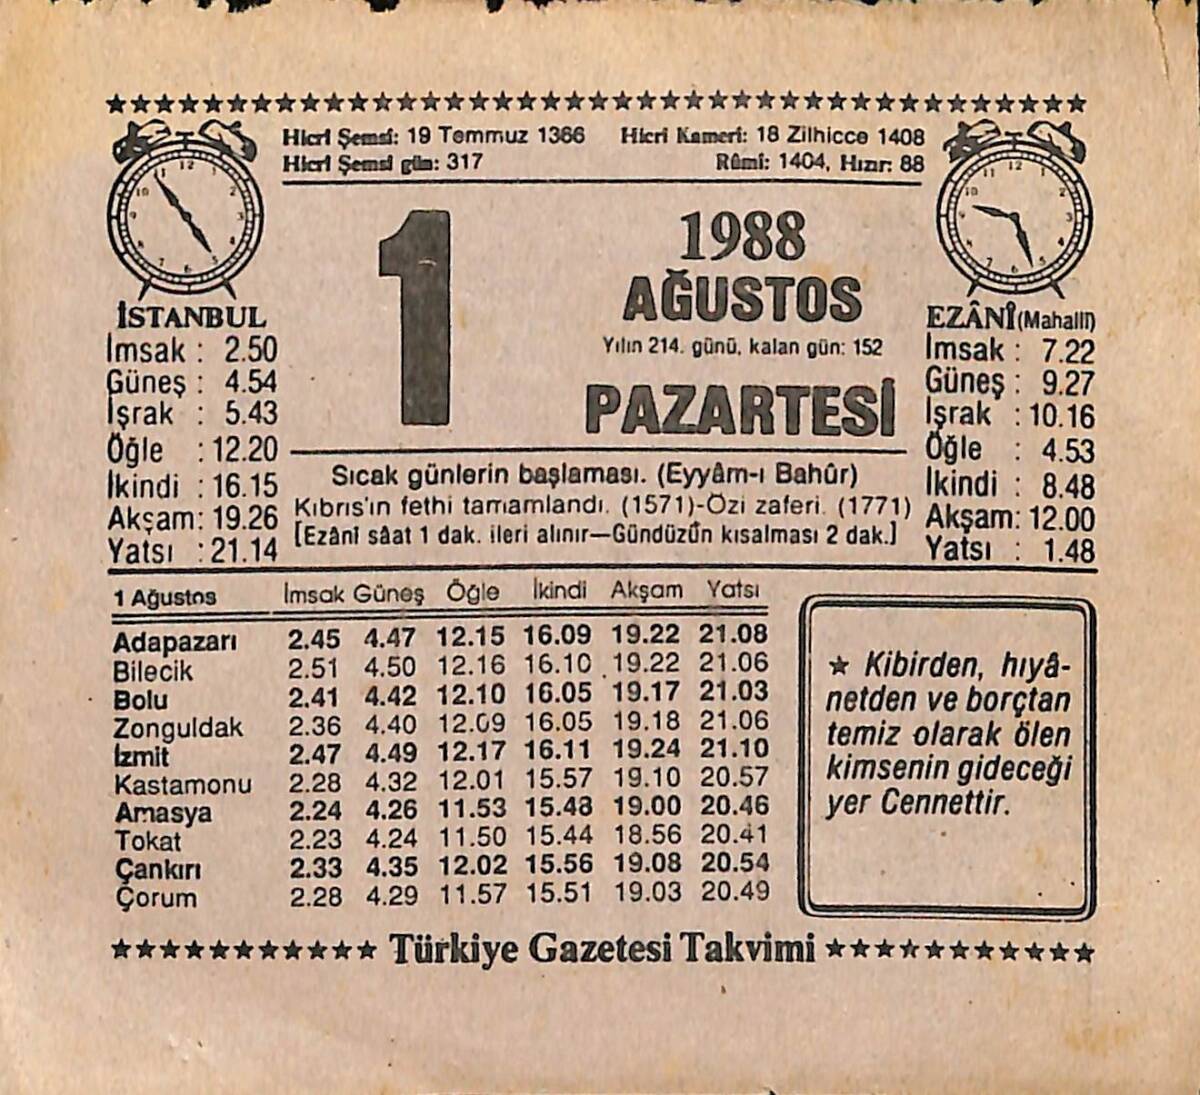 Hicrî Şemsî: 19 Temmuz 1366 Hicri Kameri: 18 Zilhicce 1408
Hicrî Şemsî gün: 317 Rûmî: 1404, Hızır: 88
1
1988
AĞUSTOS
Yılın 214. günü, kalan gün: 152
PAZARTESİ
İSTANBUL
İmsak : 2.50
Güneş : 4.54
İşrak : 5.43
Öğle : 12.20
İkindi : 16.15
Akşam: 19.26
Yatsı : 21.14
EZÂNÎ (Mahallî)
İmsak : 7.22
Güneş : 9.27
İşrak : 10.16
Öğle : 4.53
İkindi : 8.48
Akşam: 12.00
Yatsı : 1.48
Sıcak günlerin başlaması. (Eyyâm-ı Bahûr)
Kıbrıs'ın fethi tamamlandı. (1571)-Özi zaferi. (1771)
[Ezânî sâat 1 dak. ileri alınır—Gündüzün kısalması 2 dak.]
1 Ağustos İmsak Güneş Öğle İkindi Akşam Yatsı
Adapazarı 2.45 4.47 12.15 16.09 19.22 21.08
Bilecik 2.51 4.50 12.16 16.10 19.22 21.06
Bolu 2.41 4.42 12.10 16.05 19.17 21.03
Zonguldak 2.36 4.40 12.09 16.05 19.18 21.06
İzmit 2.47 4.49 12.17 16.11 19.24 21.10
Kastamonu 2.28 4.32 12.01 15.57 19.10 20.57
Amasya 2.24 4.26 11.53 15.48 19.00 20.46
Tokat 2.23 4.24 11.50 15.44 18.56 20.41
Çankırı 2.33 4.35 12.02 15.56 19.08 20.54
Çorum 2.28 4.29 11.57 15.51 19.03 20.49
★ Kibirden, hıyâ-
netden ve borçtan
temiz olarak ölen
kimsenin gideceği
yer Cennettir.
Türkiye Gazetesi Takvimi